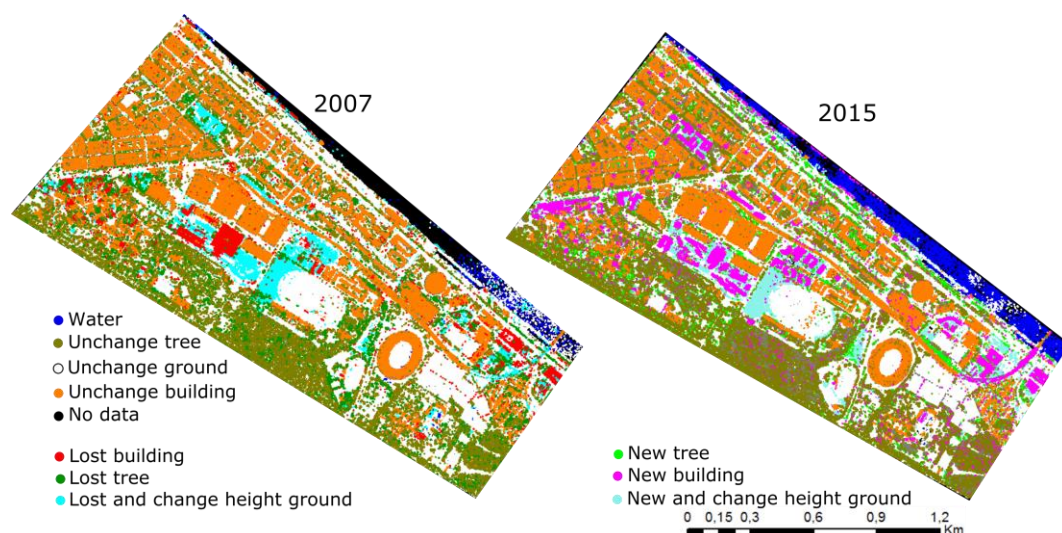 2007
2015
Water
Unchange tree
Unchange ground
Unchange building
No data
Lost building
Lost tree
Lost and change height ground
New tree
New building
New and change height ground
0 0,15 0,3 0,6 0,9 1,2
Km